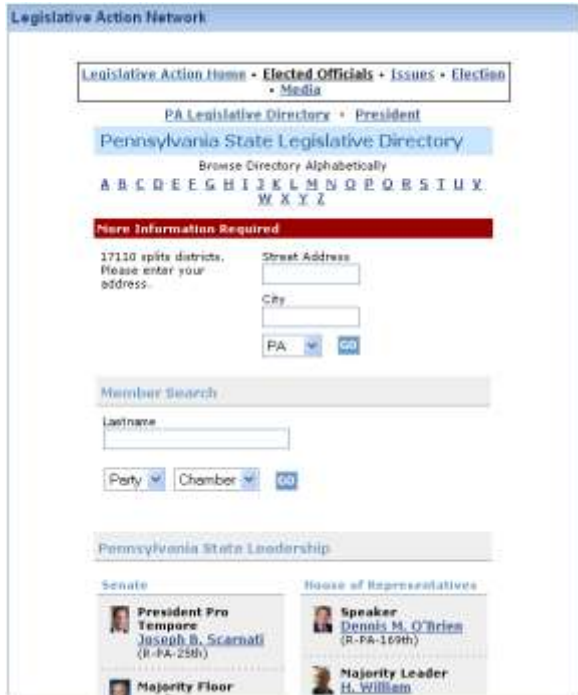 Legislative Action Network
Legislative Action Home • Elected Officials • Issues • Election
• Media
PA Legislative Directory • President
Pennsylvania State Legislative Directory
Browse Directory Alphabetically
A B C D E F G H I J K L M N O P Q R S T U V
W X Y Z
More Information Required
17110 splits districts.
Please enter your
address.
Street Address
City
PA
GO
Member Search
Lastname
Party Chamber GO
Pennsylvania State Leadership
Senate
President Pro
Tempore
Joseph B. Scarnati
(R-PA-25th)
Majority Floor
House of Representatives
Speaker
Dennis M. O'Brien
(R-PA-169th)
Majority Leader
H. William